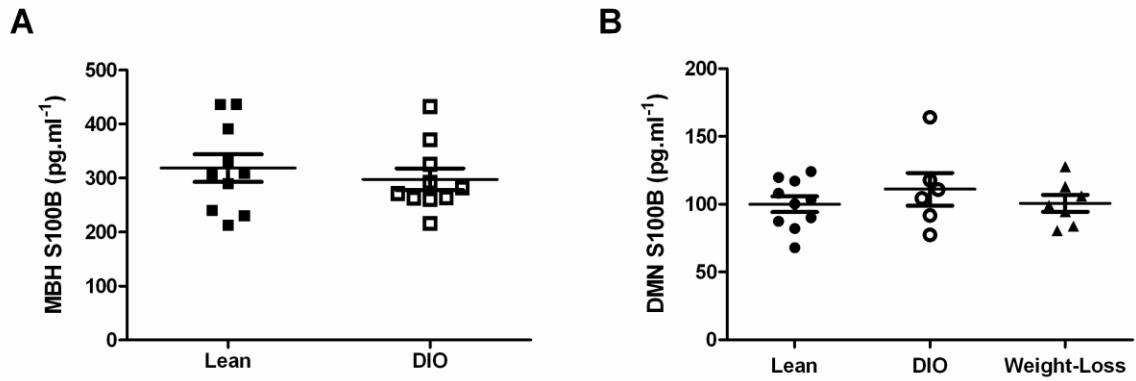 A
MBH S100B (pg.ml-1)
500
400
300
200
100
0
Lean DIO
B
DMN S100B (pg.ml-1)
200
150
100
50
0
Lean DIO Weight-Loss